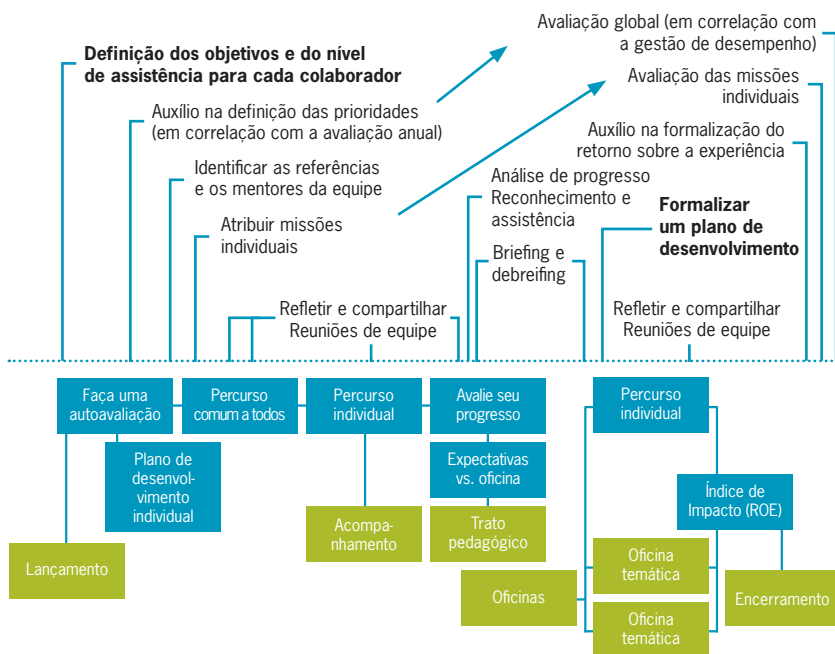 Definição dos objetivos e do nível
de assistência para cada colaborador
Auxílio na definição das prioridades
(em correlação com a avaliação anual)
Identificar as referências
e os mentores da equipe
Atribuir missões
individuais
Refletir e compartilhar
Reuniões de equipe
Avaliação global (em correlação com
a gestão de desempenho)
Avaliação das missões
individuais
Auxílio na formalização do
retorno sobre a experiência
Análise de progresso
Reconhecimento e
assistência
Formalizar
um plano de
desenvolvimento
Briefing e
debreifing
Refletir e compartilhar
Reuniões de equipe
Faça uma
autoavaliação
Percurso
comum a todos
Percurso
individual
Avalie seu
progresso
Percurso
individual
Plano de
desenvol-
vimento
individual
Expectativas
vs. oficina
Índice de
Impacto (ROE)
Lançamento
Acompa-
nhamento
Trato
pedagógico
Oficinas
Oficina
temática
Oficina
temática
Encerramento